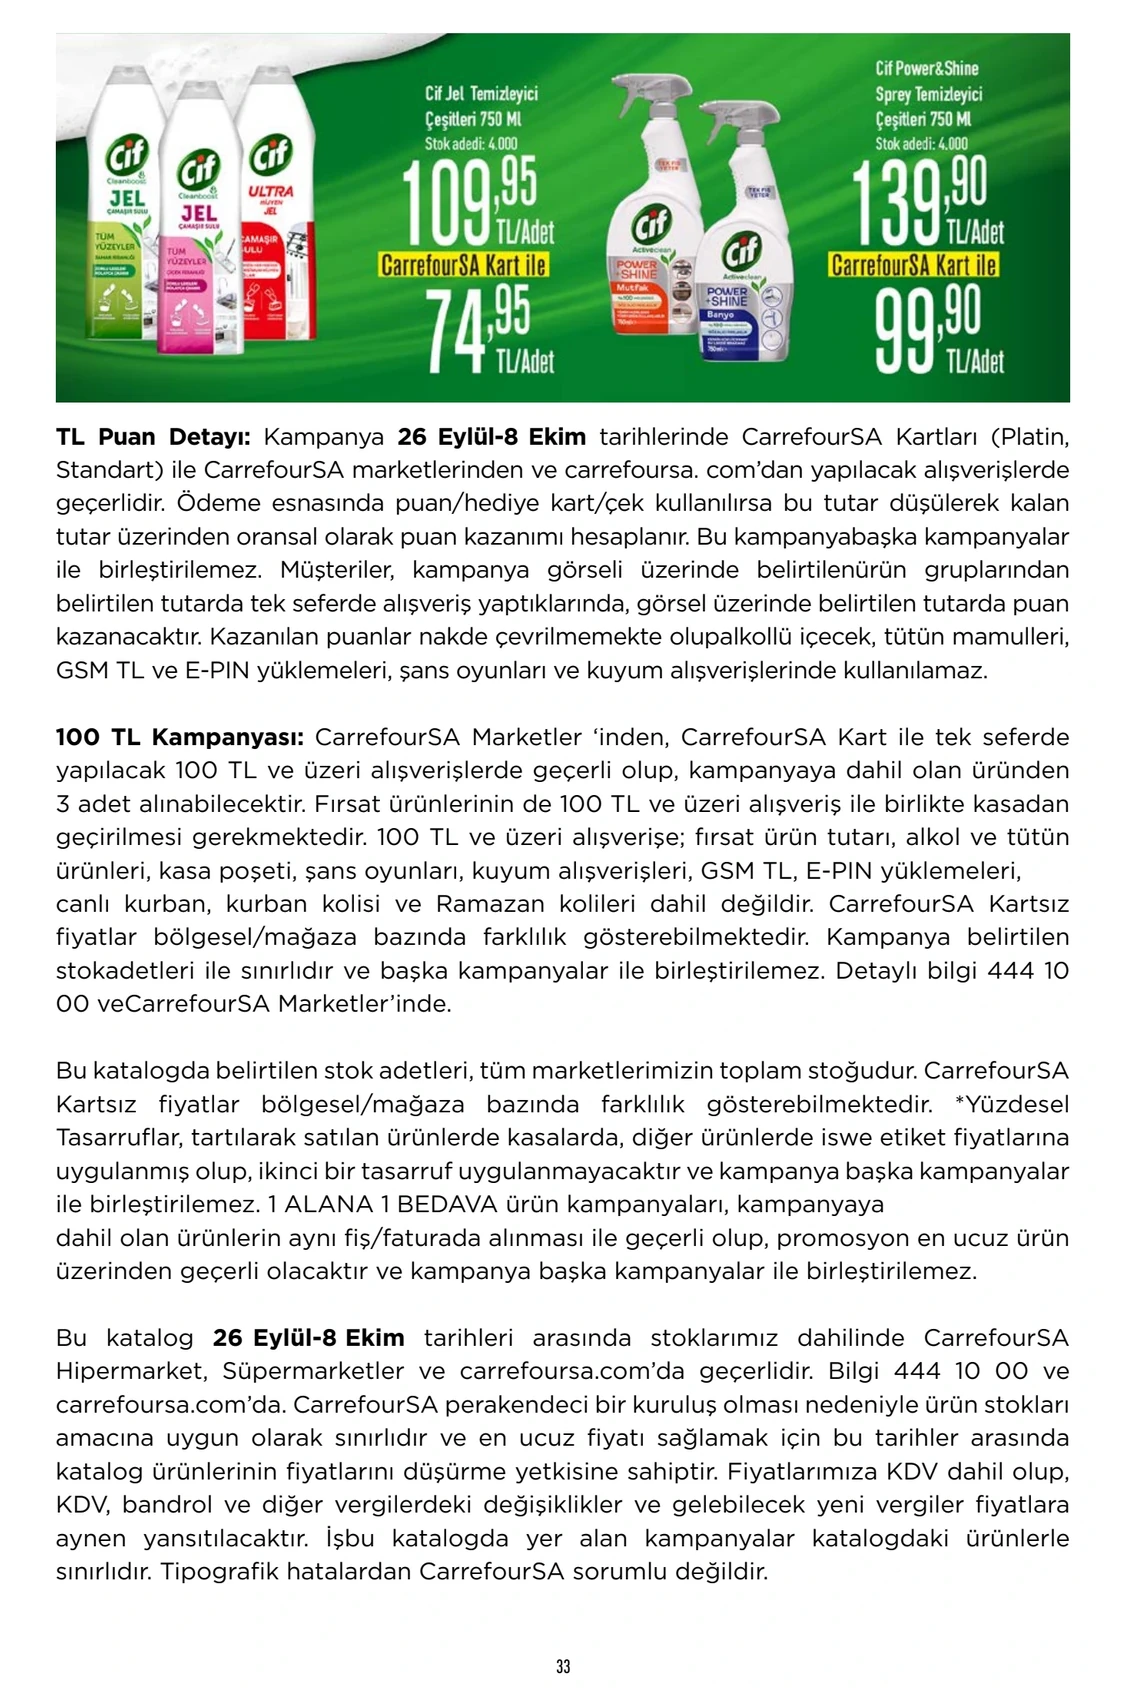 Cif Jel Temizleyici
Çeşitleri 750 Ml
Stok adedi: 4.000
109,95
TL/Adet
CarrefourSA Kart ile
74,95
TL/Adet
Cif
Cleanboost
JEL
ÇAMAŞIR SULU
TÜM
YÜZEYLER
Cif
Cleanboost
JEL
ÇAMAŞIR SULU
TÜM
YÜZEYLER
Cif
ULTRA
HİJYEN
JEL
Cif Power&Shine
Sprey Temizleyici
Çeşitleri 750 Ml
Stok adedi: 4.000
139,90
TL/Adet
CarrefourSA Kart ile
99,90
TL/Adet
TEK FIS
YETER
Cif
Activeclean
POWER
+SHINE
Mutfak
TEK FIS
YETER
Cif
Activeclean
POWER
+SHINE
Banyo
TL Puan Detayı: Kampanya 26 Eylül-8 Ekim tarihlerinde CarrefourSA Kartları (Platin,
Standart) ile CarrefourSA marketlerinden ve carrefoursa. com’dan yapılacak alışverişlerde
geçerlidir. Ödeme esnasında puan/hediye kart/çek kullanılırsa bu tutar düşülerek kalan
tutar üzerinden oransal olarak puan kazanımı hesaplanır. Bu kampanyabaşka kampanyalar
ile birleştirilemez. Müşteriler, kampanya görseli üzerinde belirtilenürün gruplarından
belirtilen tutarda tek seferde alışveriş yaptıklarında, görsel üzerinde belirtilen tutarda puan
kazanacaktır. Kazanılan puanlar nakde çevrilmemekte olupalkollü içecek, tütün mamulleri,
GSM TL ve E-PIN yüklemeleri, şans oyunları ve kuyum alışverişlerinde kullanılamaz.
100 TL Kampanyası: CarrefourSA Marketler ‘inden, CarrefourSA Kart ile tek seferde
yapılacak 100 TL ve üzeri alışverişlerde geçerli olup, kampanyaya dahil olan üründen
3 adet alınabilecektir. Fırsat ürünlerinin de 100 TL ve üzeri alışveriş ile birlikte kasadan
geçirilmesi gerekmektedir. 100 TL ve üzeri alışverişe; fırsat ürün tutarı, alkol ve tütün
ürünleri, kasa poşeti, şans oyunları, kuyum alışverişleri, GSM TL, E-PIN yüklemeleri,
canlı kurban, kurban kolisi ve Ramazan kolileri dahil değildir. CarrefourSA Kartsız
fiyatlar bölgesel/mağaza bazında farklılık gösterebilmektedir. Kampanya belirtilen
stokadetleri ile sınırlıdır ve başka kampanyalar ile birleştirilemez. Detaylı bilgi 444 10
00 veCarrefourSA Marketler’inde.
Bu katalogda belirtilen stok adetleri, tüm marketlerimizin toplam stoğudur. CarrefourSA
Kartsız fiyatlar bölgesel/mağaza bazında farklılık gösterebilmektedir. *Yüzdesel
Tasarruflar, tartılarak satılan ürünlerde kasalarda, diğer ürünlerde iswe etiket fiyatlarına
uygulanmış olup, ikinci bir tasarruf uygulanmayacaktır ve kampanya başka kampanyalar
ile birleştirilemez. 1 ALANA 1 BEDAVA ürün kampanyaları, kampanyaya
dahil olan ürünlerin aynı fiş/faturada alınması ile geçerli olup, promosyon en ucuz ürün
üzerinden geçerli olacaktır ve kampanya başka kampanyalar ile birleştirilemez.
Bu katalog 26 Eylül-8 Ekim tarihleri arasında stoklarımız dahilinde CarrefourSA
Hipermarket, Süpermarketler ve carrefoursa.com’da geçerlidir. Bilgi 444 10 00 ve
carrefoursa.com’da. CarrefourSA perakendeci bir kuruluş olması nedeniyle ürün stokları
amacına uygun olarak sınırlıdır ve en ucuz fiyatı sağlamak için bu tarihler arasında
katalog ürünlerinin fiyatlarını düşürme yetkisine sahiptir. Fiyatlarımıza KDV dahil olup,
KDV, bandrol ve diğer vergilerdeki değişiklikler ve gelebilecek yeni vergiler fiyatlara
aynen yansıtılacaktır. İşbu katalogda yer alan kampanyalar katalogdaki ürünlerle
sınırlıdır. Tipografik hatalardan CarrefourSA sorumlu değildir.
33